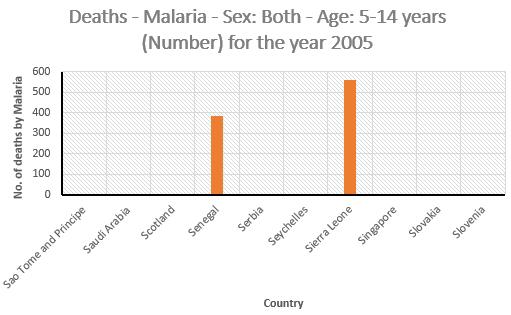 Deaths - Malaria - Sex: Both - Age: 5-14 years
(Number) for the year 2005
No. of deaths by Malaria
600
500
400
300
200
100
0
Sao Tome and Principe
Saudi Arabia
Scotland
Senegal
Serbia
Seychelles
Sierra Leone
Singapore
Slovakia
Slovenia
Country